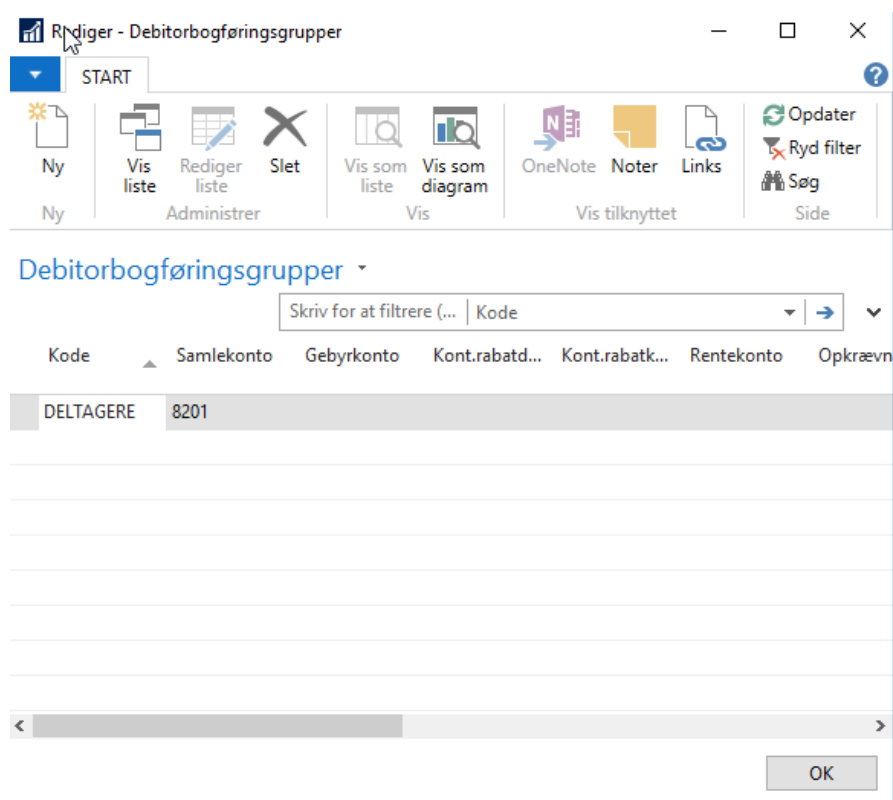 Rediger - Debitorbogføringsgrupper
START
Ny
Vis liste
Rediger liste
Slet
Vis som liste
Vis som diagram
OneNote
Noter
Links
Opdater
Ryd filter
Søg
Ny
Administrer
Vis
Vis tilknyttet
Side
Debitorbogføringsgrupper
Skriv for at filtrere (... Kode
Kode Samlekonto Gebyrkonto Kont.rabatd... Kont.rabatk... Rentekonto Opkrævn
DELTAGERE 8201
OK